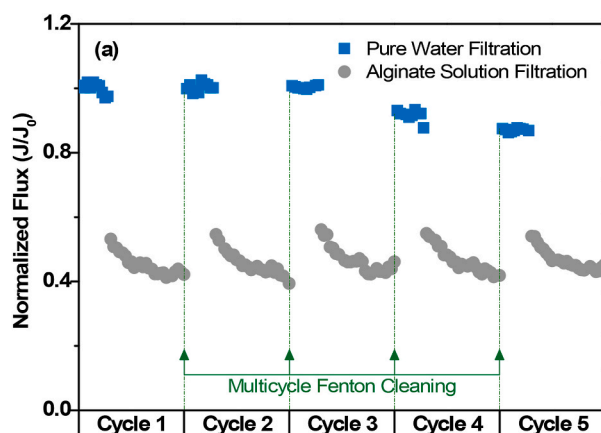 1.2
(a)
Pure Water Filtration
Alginate Solution Filtration
0.8
0.4
0.0
Normalized Flux (J/J₀)
Multicycle Fenton Cleaning
Cycle 1 Cycle 2 Cycle 3 Cycle 4 Cycle 5